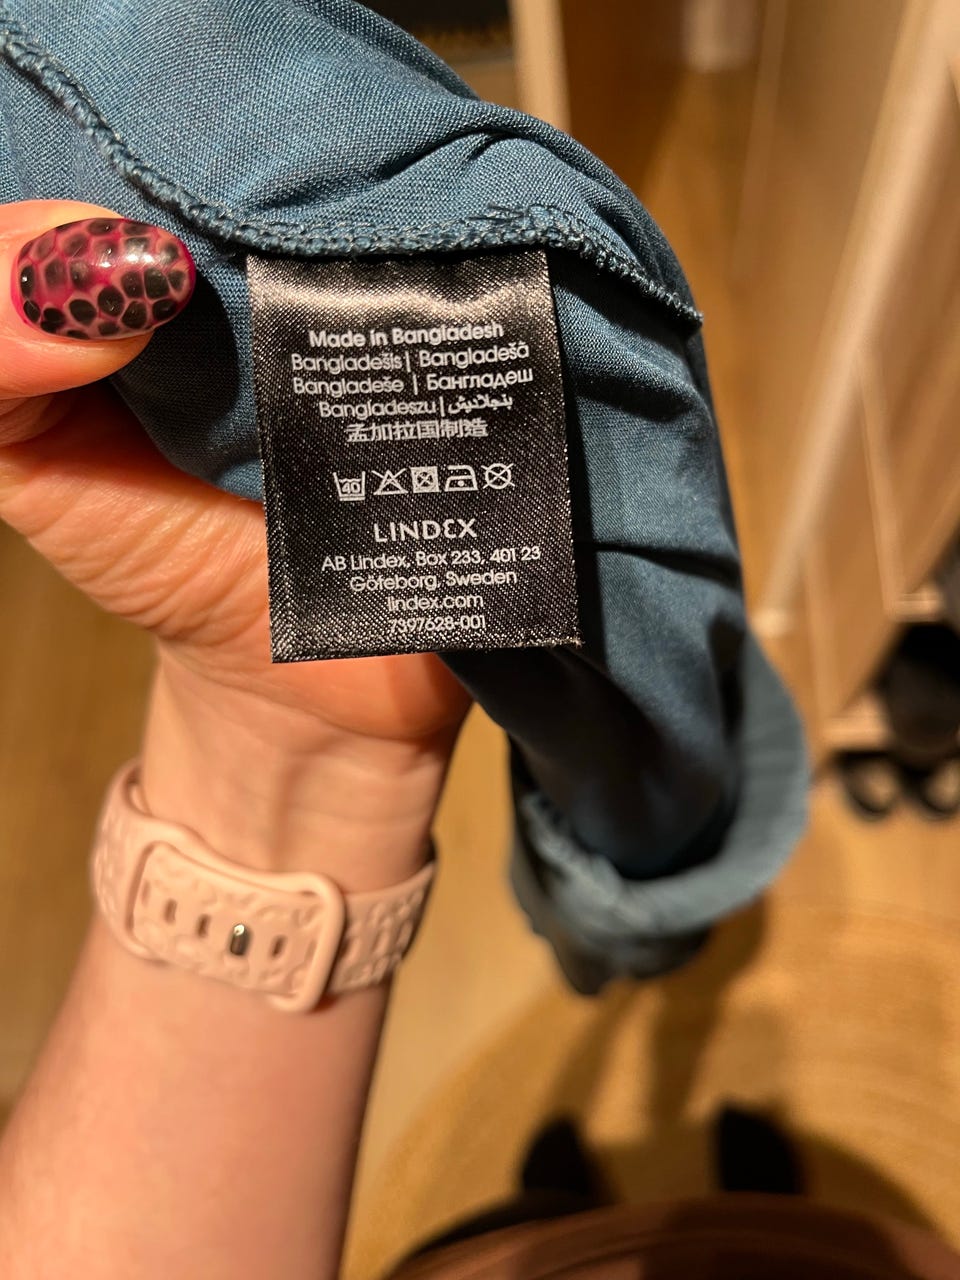 Made in Bangladesh
Bangladešis | Bangladešā
Bangladeše | Бангладеш
Bangladeszu | بنجلاديش
孟加拉国制造
40
LINDEX
AB Lindex, Box 233, 401 23
Göteborg, Sweden
lindex.com
7397628-001